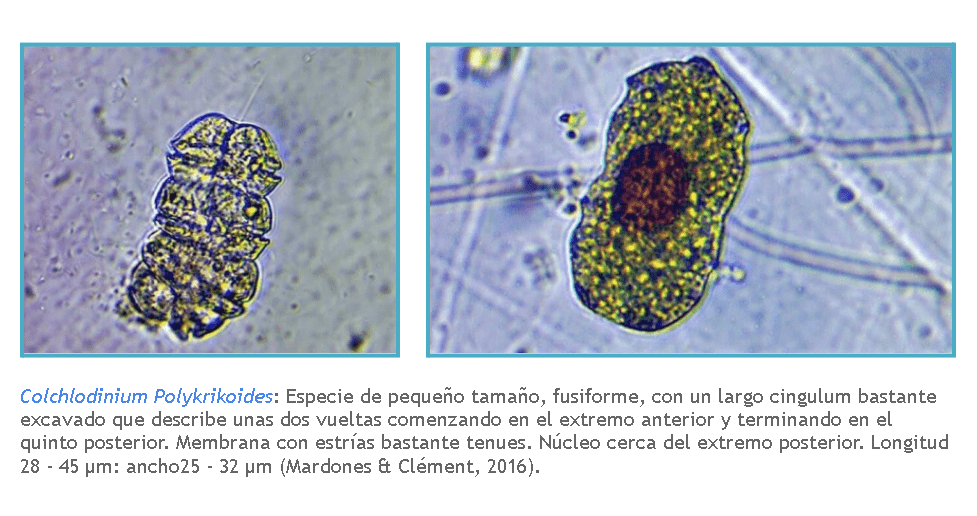 Colchlodinium Polykrikoides: Especie de pequeño tamaño, fusiforme, con un largo cingulum bastante
excavado que describe unas dos vueltas comenzando en el extremo anterior y terminando en el
quinto posterior. Membrana con estrías bastante tenues. Núcleo cerca del extremo posterior. Longitud
28 - 45 µm: ancho25 - 32 µm (Mardones & Clément, 2016).